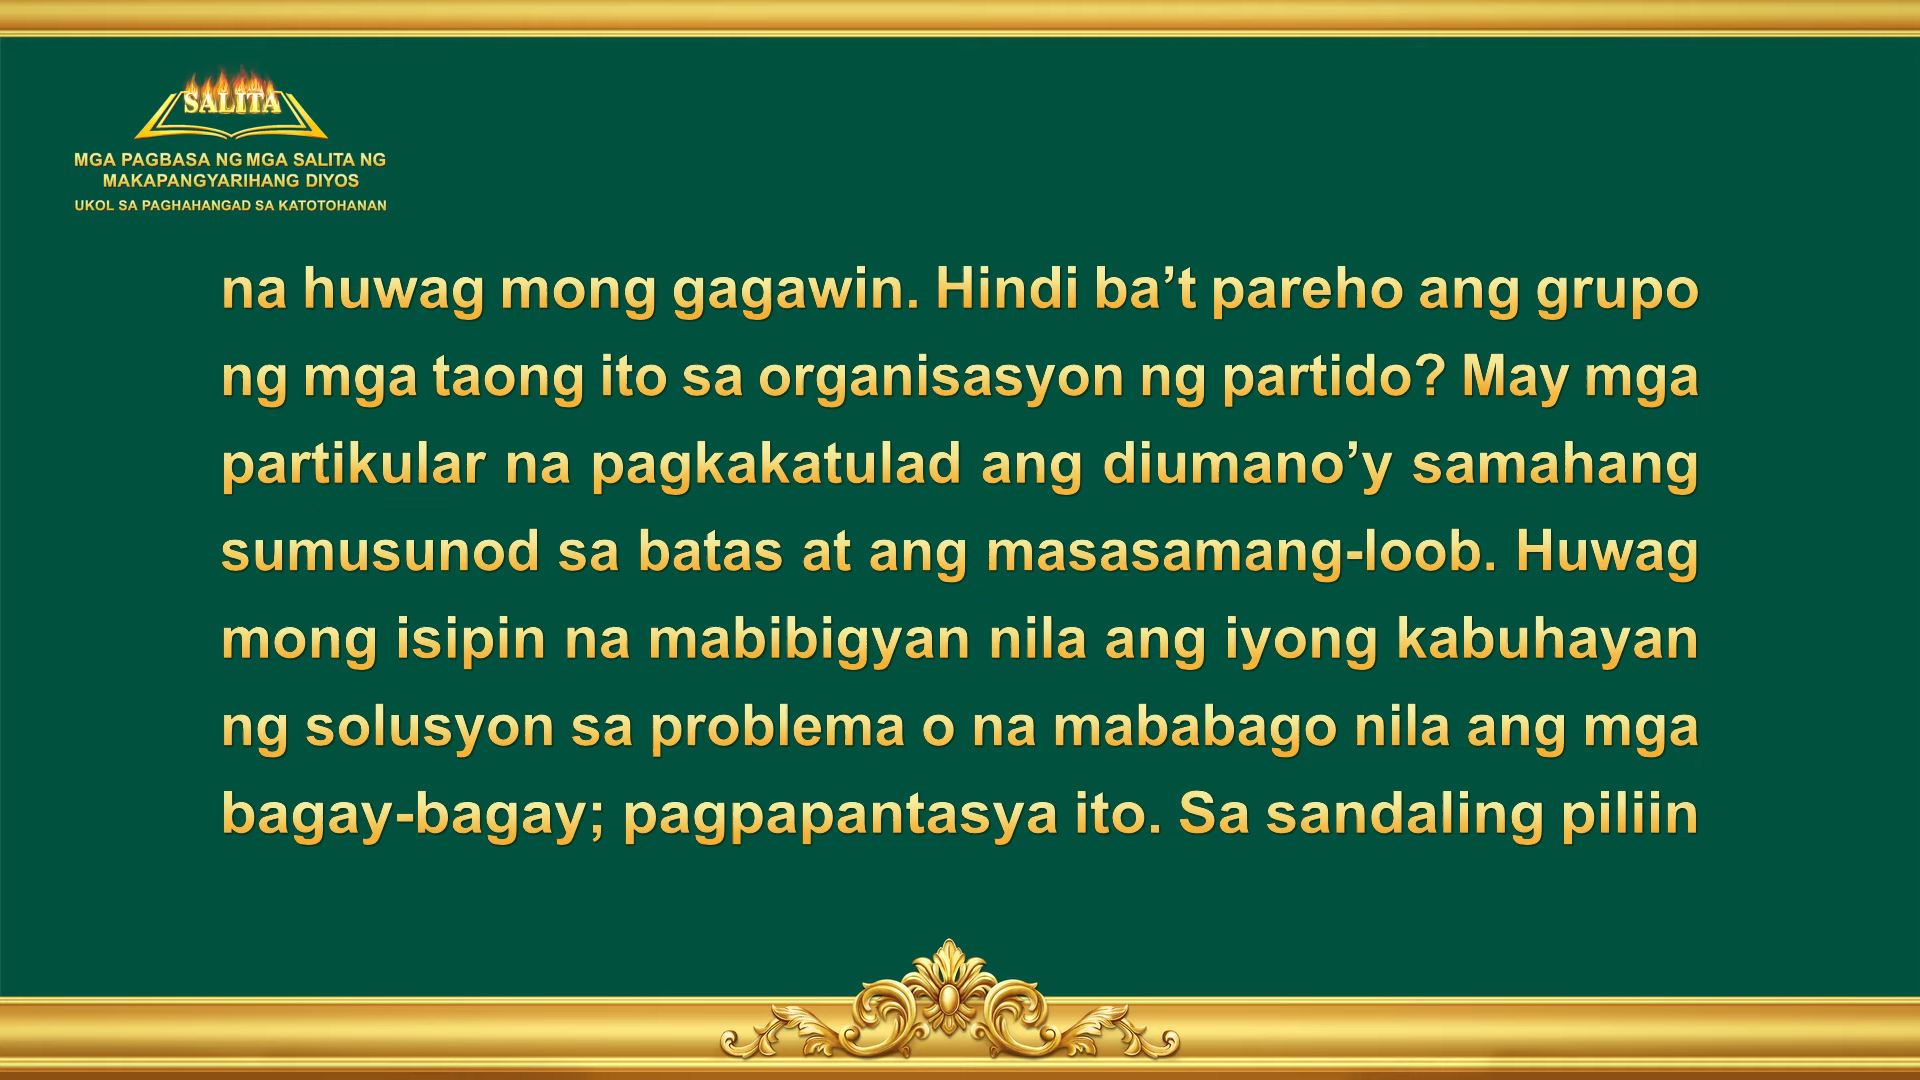 SALITA
MGA PAGBASA NG MGA SALITA NG
MAKAPANGYARIHANG DIYOS
UKOL SA PAGHAHANGAD SA KATOTOHANAN
na huwag mong gagawin. Hindi ba’t pareho ang grupo
ng mga taong ito sa organisasyon ng partido? May mga
partikular na pagkakatulad ang diumano’y samahang
sumusunod sa batas at ang masasamang-loob. Huwag
mong isipin na mabibigyan nila ang iyong kabuhayan
ng solusyon sa problema o na mababago nila ang mga
bagay-bagay; pagpapantasya ito. Sa sandaling piliin